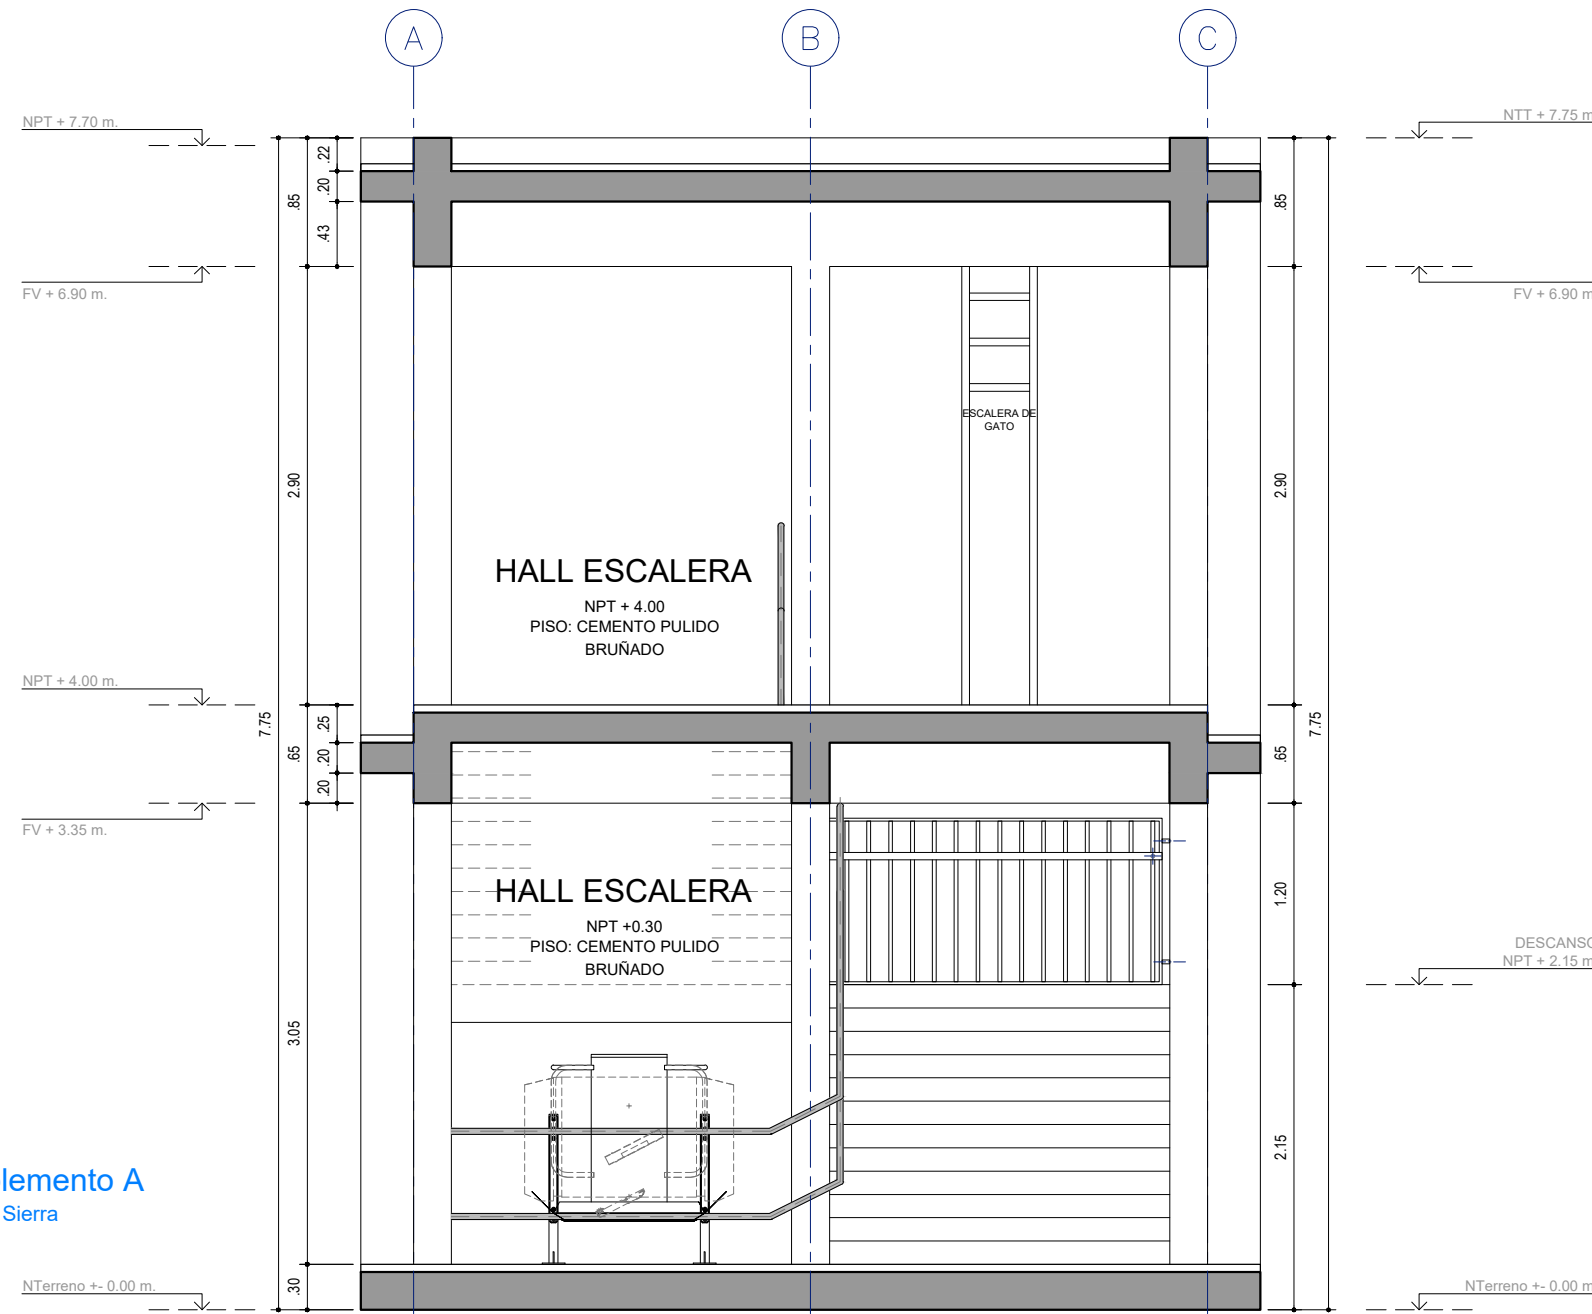 A
B
C
NPT + 7.70 m.
NTT + 7.75 m
.22
.20
.85
.43
.85
FV + 6.90 m.
FV + 6.90 m
ESCALERA DE
GATO
2.90
2.90
HALL ESCALERA
NPT + 4.00
PISO: CEMENTO PULIDO
BRUÑADO
NPT + 4.00 m.
7.75
.25
.65
.20
.20
.65
7.75
FV + 3.35 m.
HALL ESCALERA
NPT +0.30
PISO: CEMENTO PULIDO
BRUÑADO
1.20
DESCANSO
NPT + 2.15 m
3.05
2.15
lemento A
Sierra
.30
NTerreno +- 0.00 m.
NTerreno +- 0.00 m